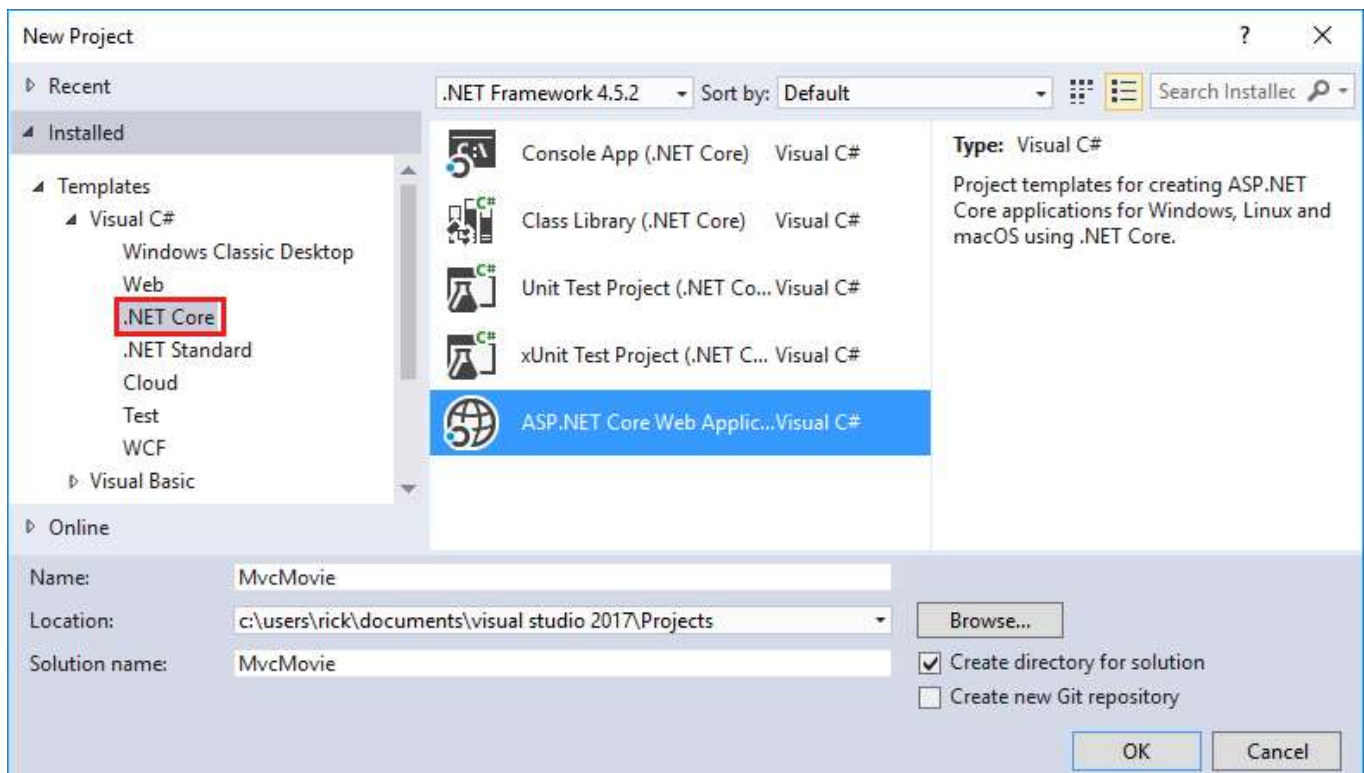 New Project
?
Recent
.NET Framework 4.5.2
Sort by: Default
Search Installec
Installed
Templates
Visual C#
Windows Classic Desktop
Web
.NET Core
.NET Standard
Cloud
Test
WCF
Visual Basic
Online
C:\
Console App (.NET Core) Visual C#
C#
Class Library (.NET Core) Visual C#
C#
Unit Test Project (.NET Co... Visual C#
C#
xUnit Test Project (.NET C... Visual C#
ASP.NET Core Web Applic...Visual C#
Type: Visual C#
Project templates for creating ASP.NET
Core applications for Windows, Linux and
macOS using .NET Core.
Name: MvcMovie
Location: c:\users\rick\documents\visual studio 2017\Projects
Browse...
Solution name: MvcMovie
Create directory for solution
Create new Git repository
OK
Cancel